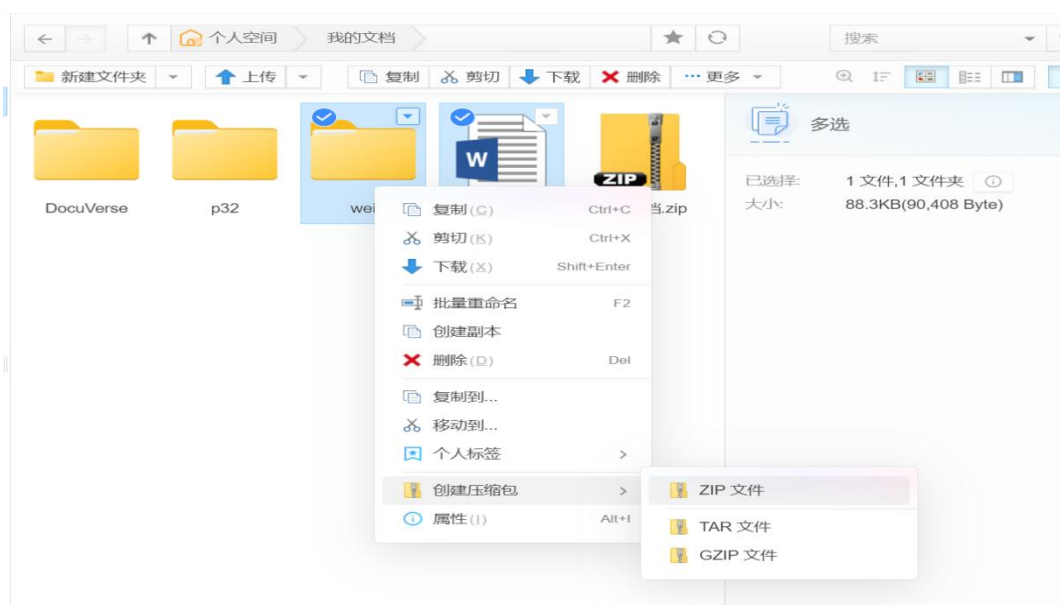 个人空间 我的文档 搜索
新建文件夹 上传 复制 剪切 下载 删除 ··· 更多
多选
W
ZIP
已选择: 1 文件,1 文件夹
DocuVerse p32 wei 当.zip
大小: 88.3KB(90,408 Byte)
复制(C) Ctrl+C
剪切(K) Ctrl+X
下载(X) Shift+Enter
批量重命名 F2
创建副本
删除(D) Del
复制到...
移动到...
个人标签
创建压缩包
ZIP 文件
属性(I) Alt+I
TAR 文件
GZIP 文件